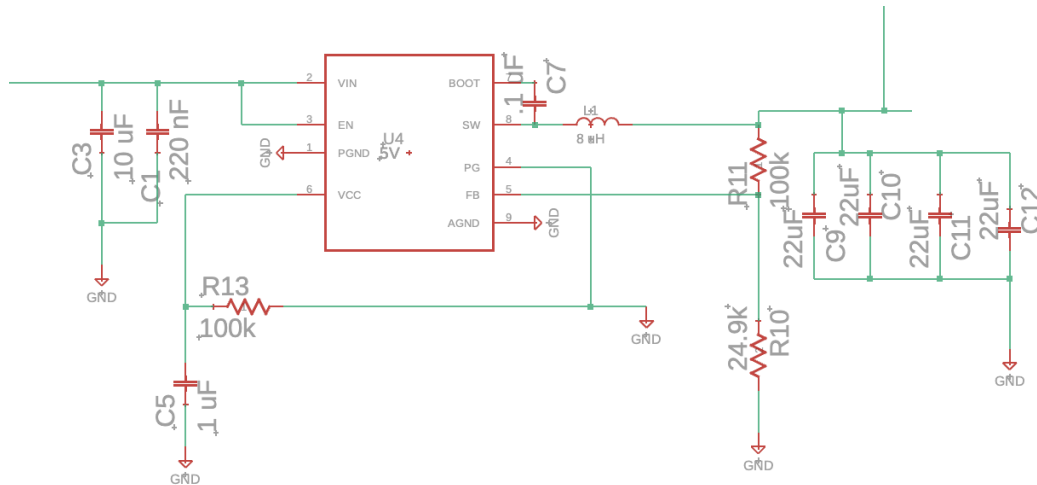 2
VIN
3
EN
1
PGND
6
VCC
BOOT
7
SW
8
PG
4
FB
5
AGND
9
U4
5V
GND
GND
C3
10 uF
C1
220 nF
GND
R13
100k
C5
1 uF
GND
.1 uF
C7
L1
8 uH
GND
R11
100k
24.9k
R10
GND
22uF
C9
22uF
C10
22uF
C11
22uF
C12
GND